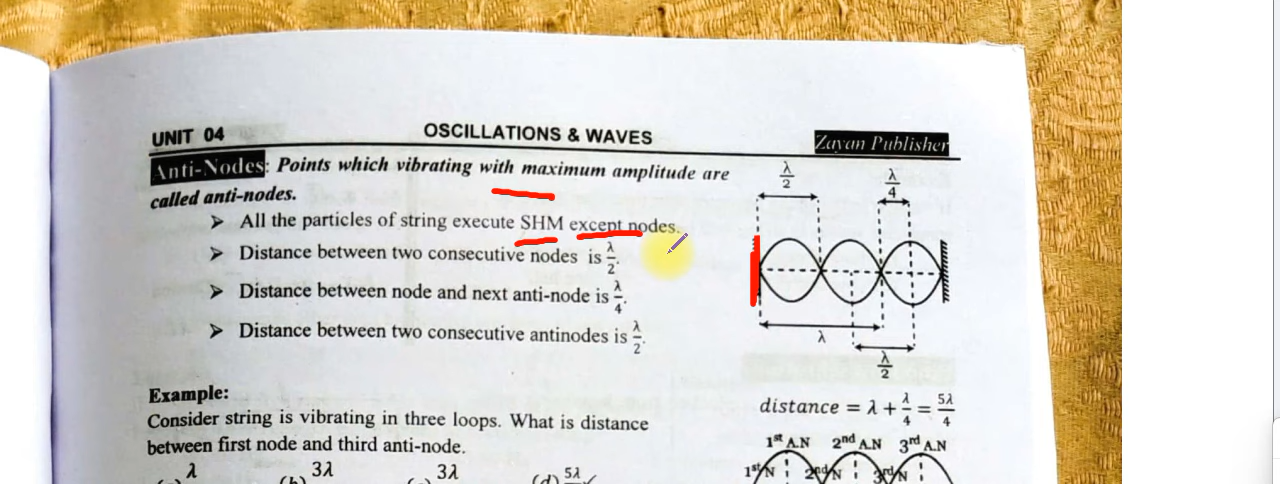 UNIT 04 OSCILLATIONS & WAVES Zayan Publisher
Anti-Nodes: Points which vibrating with maximum amplitude are
called anti-nodes.
➤ All the particles of string execute SHM except nodes.
➤ Distance between two consecutive nodes is λ/2.
➤ Distance between node and next anti-node is λ/4.
➤ Distance between two consecutive antinodes is λ/2.
λ/2 λ/4
λ
λ/2
Example:
Consider string is vibrating in three loops. What is distance
between first node and third anti-node.
λ 3λ 3λ (d) 5λ
distance = λ + λ/4 = 5λ/4
1st A.N 2nd A.N 3rd A.N
1st N 2nd N 3rd N